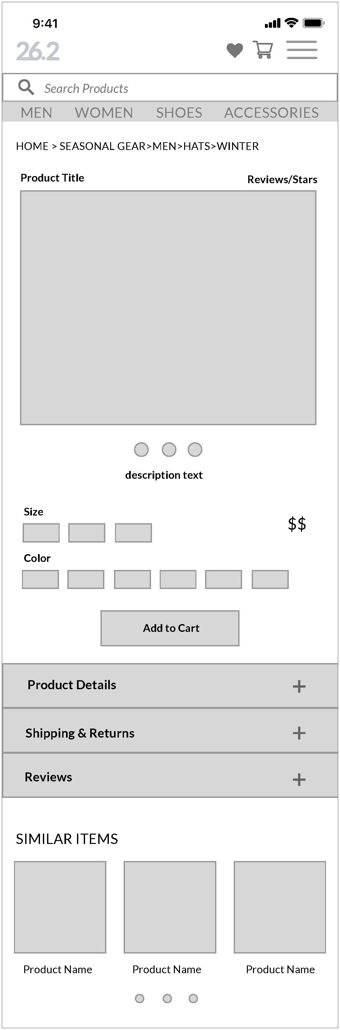 9:41
26.2
Search Products
MEN WOMEN SHOES ACCESSORIES
HOME > SEASONAL GEAR>MEN>HATS>WINTER
Product Title Reviews/Stars
description text
Size
$$
Color
Add to Cart
Product Details +
Shipping & Returns +
Reviews +
SIMILAR ITEMS
Product Name Product Name Product Name